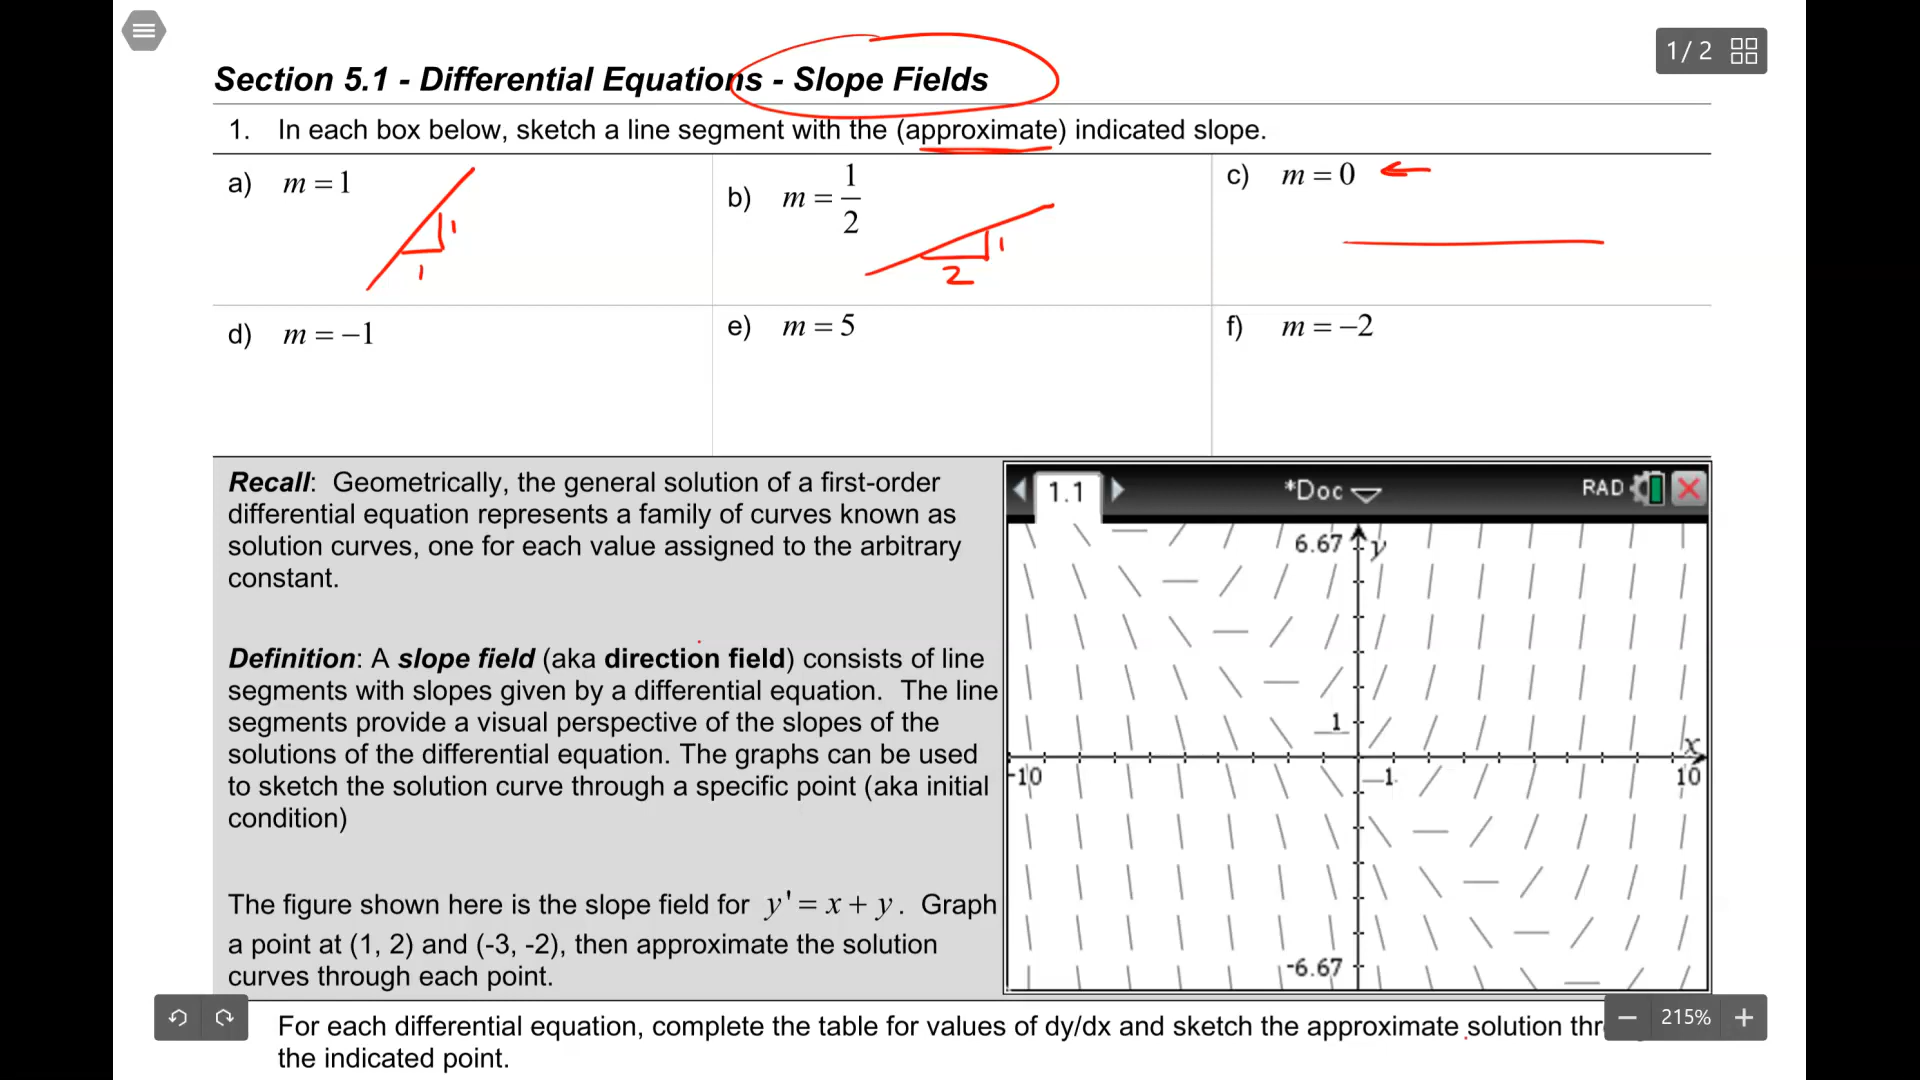 1 / 2
Section 5.1 - Differential Equations - Slope Fields
1. In each box below, sketch a line segment with the (approximate) indicated slope.
a) m = 1
1
1
b) m = 1/2
1
2
c) m = 0
d) m = −1
e) m = 5
f) m = −2
Recall: Geometrically, the general solution of a first-order
differential equation represents a family of curves known as
solution curves, one for each value assigned to the arbitrary
constant.
Definition: A slope field (aka direction field) consists of line
segments with slopes given by a differential equation. The line
segments provide a visual perspective of the slopes of the
solutions of the differential equation. The graphs can be used
to sketch the solution curve through a specific point (aka initial
condition)
The figure shown here is the slope field for y' = x + y. Graph
a point at (1, 2) and (-3, -2), then approximate the solution
curves through each point.
1.1
*Doc
RAD
6.67
y
1
x
-10
1
10
-6.67
For each differential equation, complete the table for values of dy/dx and sketch the approximate solution
the indicated point.
215%